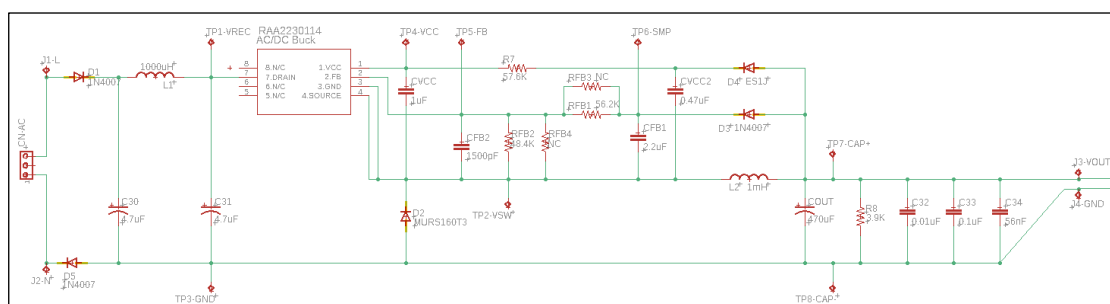 TP1-VREC
RAA2230114
AC/DC Buck
TP4-VCC
TP5-FB
TP6-SMP
J1-L
D1
1N4007
1000uH
L1
8.N/C
7.DRAIN
6.N/C
5.N/C
1.VCC
2.FB
3.GND
4.SOURCE
8
7
6
5
1
2
3
4
R7
57.6K
RFB3 NC
RFB1 56.2K
CVCC
1uF
CVCC2
0.47uF
D4 ES1J
D3 1N4007
CN-AC
CFB2
1500pF
RFB2
48.4K
RFB4
NC
CFB1
2.2uF
TP7-CAP+
J3-VOUT
L2 1mH
J4-GND
C30
4.7uF
C31
4.7uF
D2
MURS160T3
TP2-VSW
COUT
470uF
R8
3.9K
C32
0.01uF
C33
0.1uF
C34
56nF
J2-N
D5
1N4007
TP3-GND
TP8-CAP-